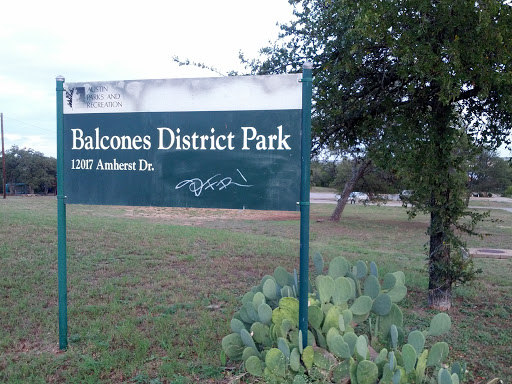 AUSTIN
PARKS AND
RECREATION
Balcones District Park
12017 Amherst Dr.